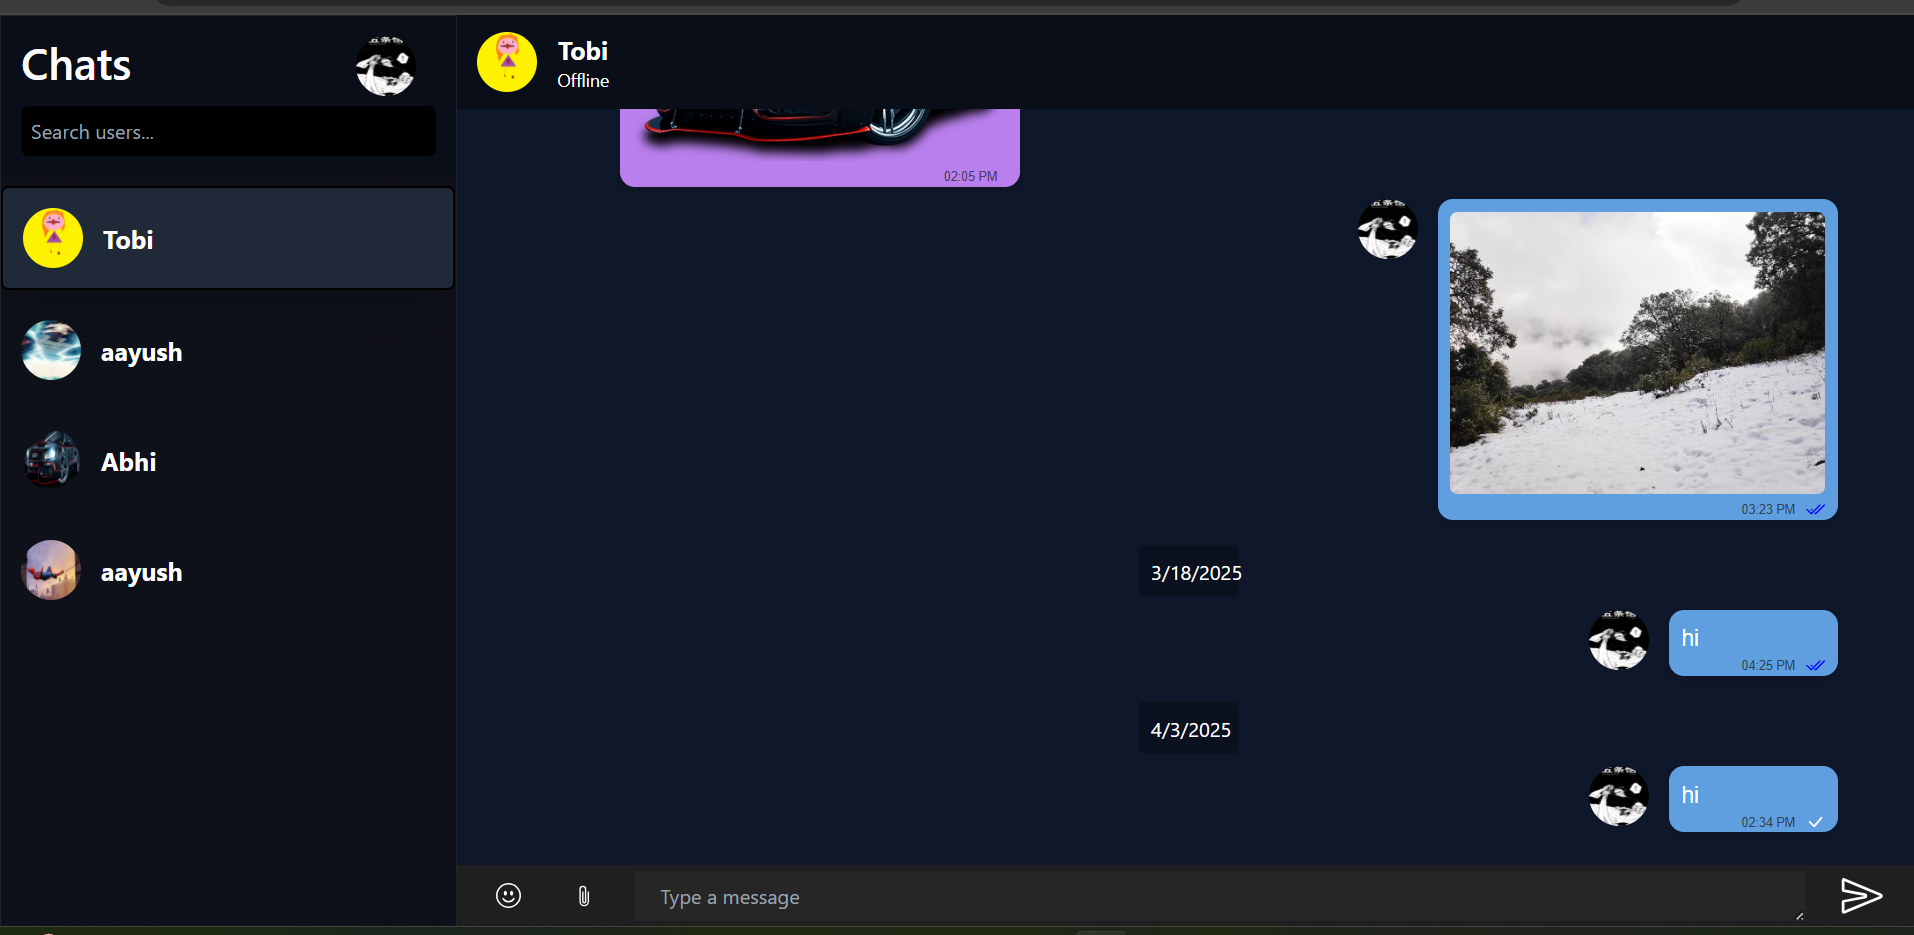 Chats
Search users...
Tobi
aayush
Abhi
aayush
Tobi
Offline
02:05 PM
03:23 PM
3/18/2025
hi
04:25 PM
4/3/2025
hi
02:34 PM
Type a message